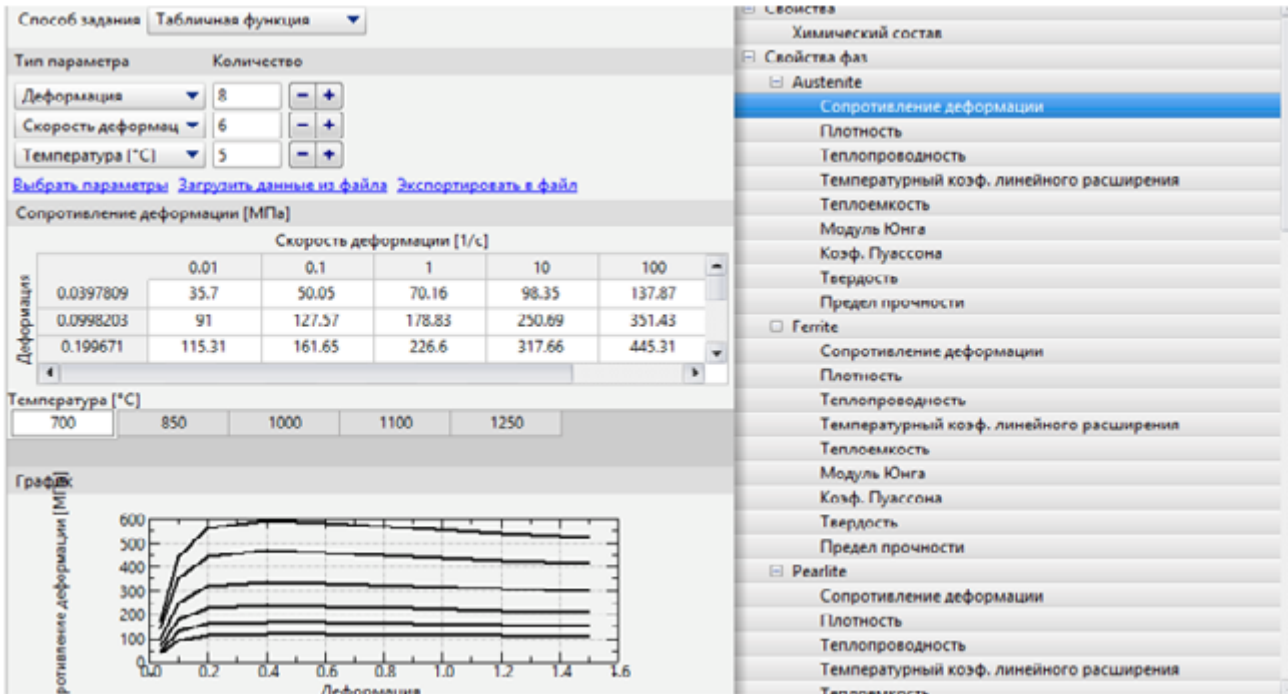 Способ задания Табличная функция
Тип параметра Количество
Деформация 8 - +
Скорость деформац 6 - +
Температура [°C] 5 - +
Выбрать параметры Загрузить данные из файла Экспортировать в файл
Сопротивление деформации [МПа]
Скорость деформации [1/с]
0.01 0.1 1 10 100
Деформация
0.0397809 35.7 50.05 70.16 98.35 137.87
0.0998203 91 127.57 178.83 250.69 351.43
0.199671 115.31 161.65 226.6 317.66 445.31
Температура [°C]
700 850 1000 1100 1250
График
ротивление деформации [МПа]
600
500
400
300
200
100
0
0.0 0.2 0.4 0.6 0.8 1.0 1.2 1.4 1.6
Деформация
Свойства
Химический состав
Свойства фаз
Austenite
Сопротивление деформации
Плотность
Теплопроводность
Температурный коэф. линейного расширения
Теплоемкость
Модуль Юнга
Коэф. Пуассона
Твердость
Предел прочности
Ferrite
Сопротивление деформации
Плотность
Теплопроводность
Температурный коэф. линейного расширения
Теплоемкость
Модуль Юнга
Коэф. Пуассона
Твердость
Предел прочности
Pearlite
Сопротивление деформации
Плотность
Теплопроводность
Температурный коэф. линейного расширения
Теплоемкость